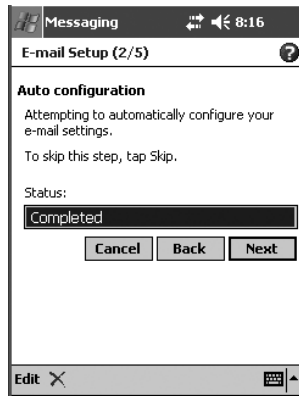 Messaging 8:16
E-mail Setup (2/5)
Auto configuration
Attempting to automatically configure your
e-mail settings.
To skip this step, tap Skip.
Status:
Completed
Cancel Back Next
Edit